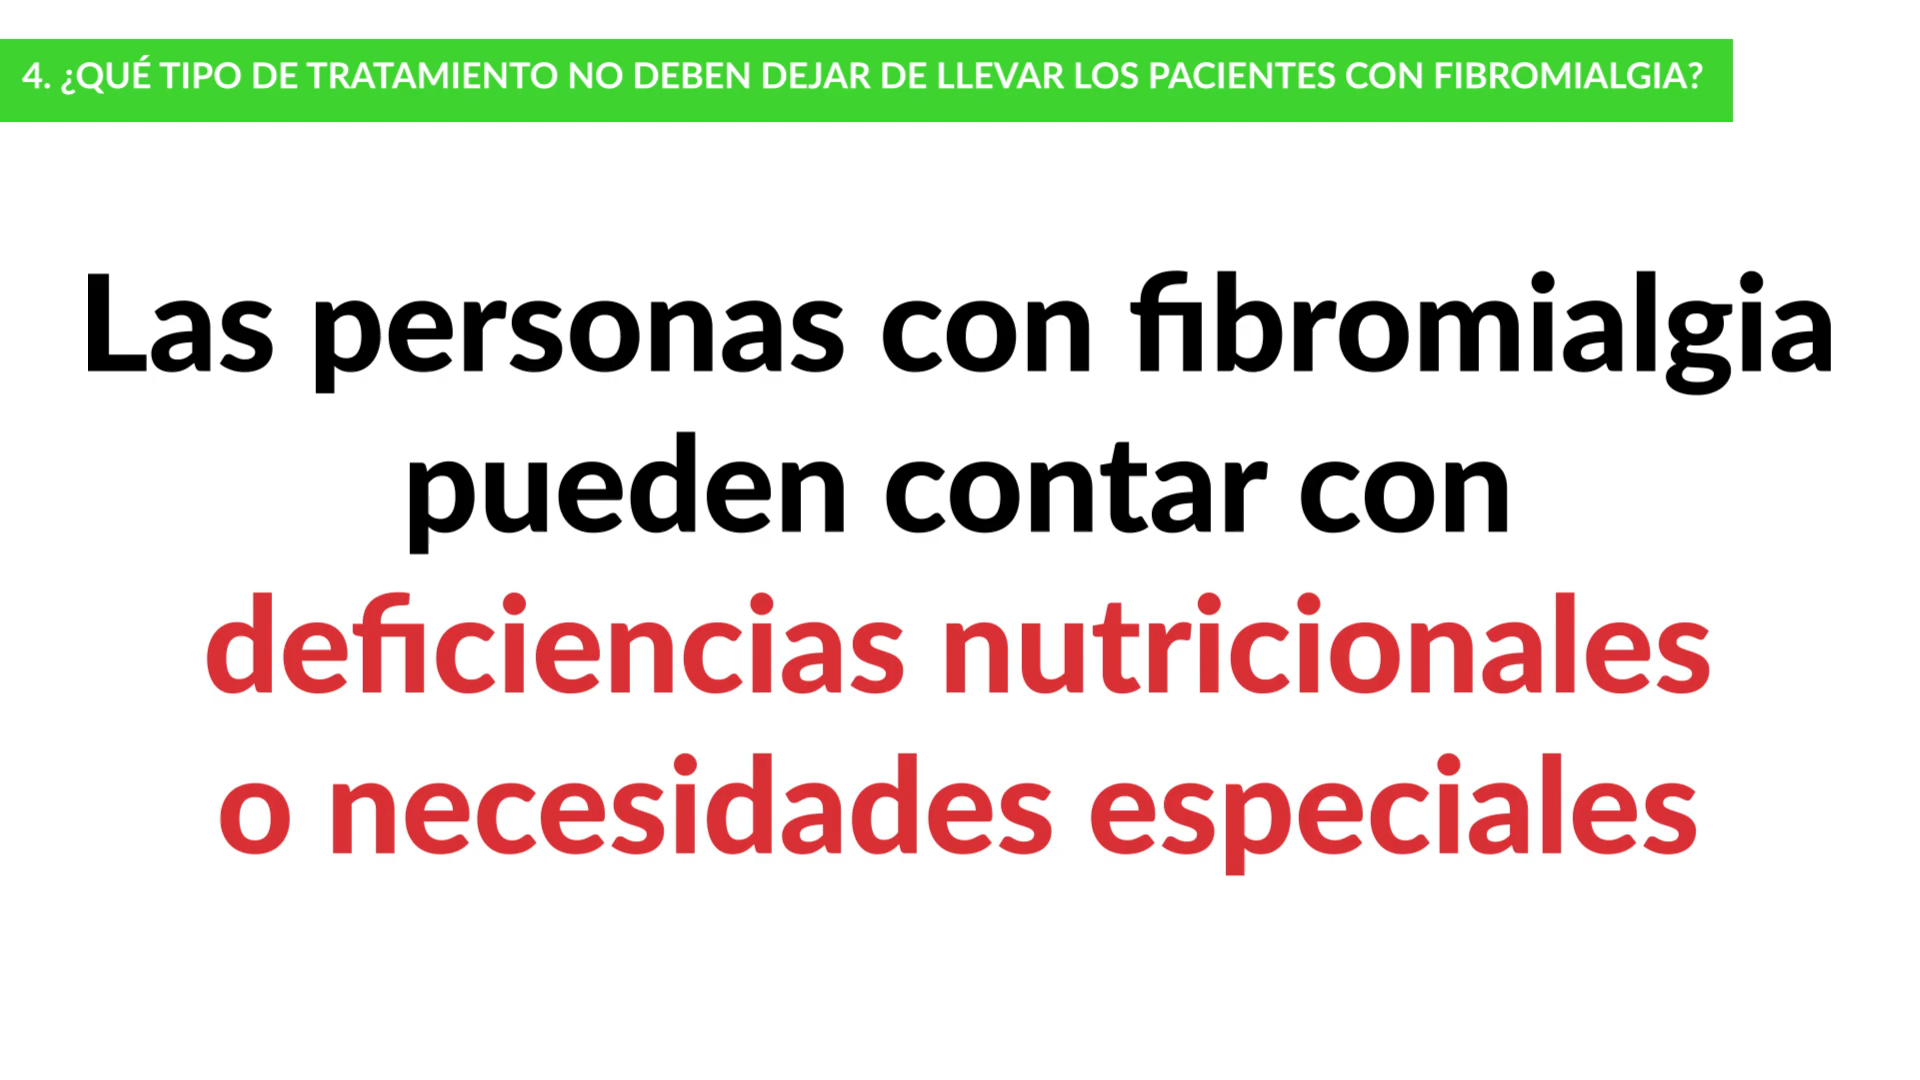 4. ¿QUÉ TIPO DE TRATAMIENTO NO DEBEN DEJAR DE LLEVAR LOS PACIENTES CON FIBROMIALGIA?
Las personas con fibromialgia
pueden contar con
deficiencias nutricionales
o necesidades especiales